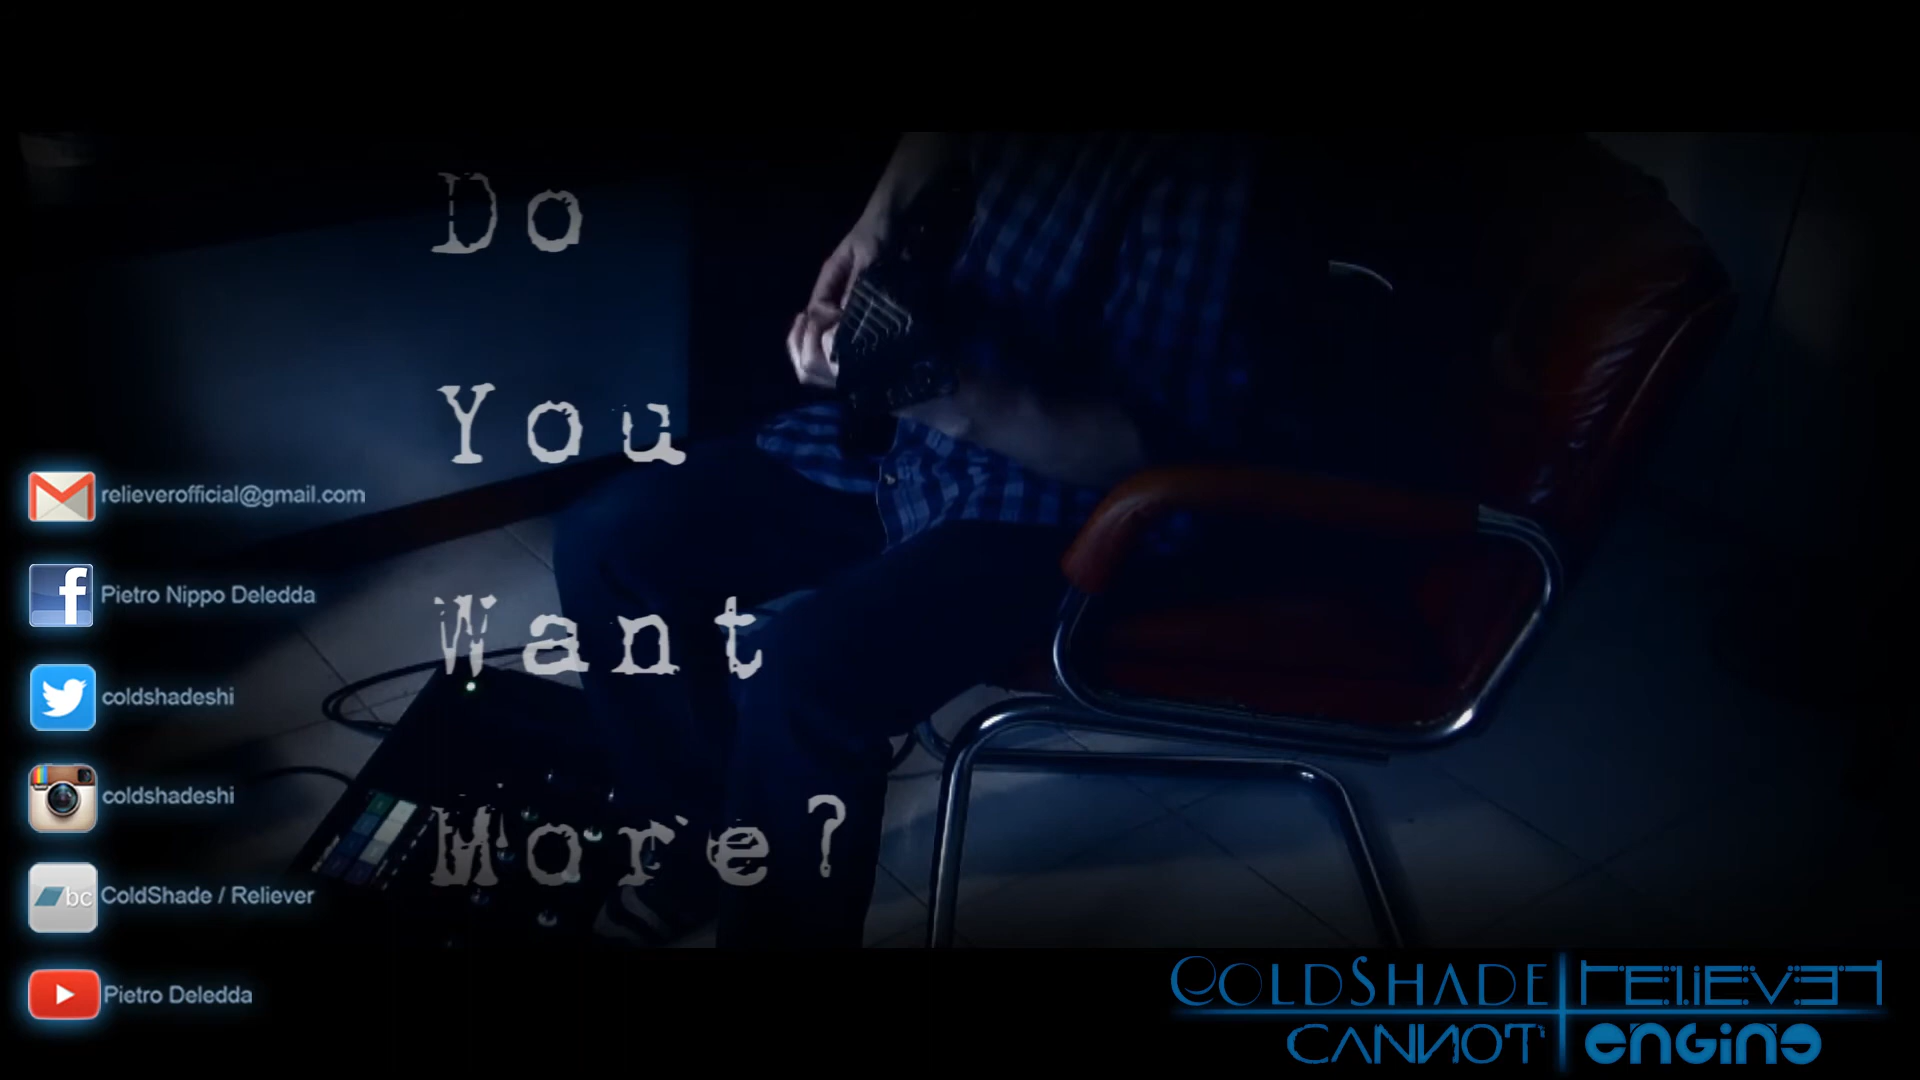 Do
You
Want
More?
relieverofficial@gmail.com
Pietro Nippo Deledda
coldshadeshi
coldshadeshi
bc ColdShade / Reliever
Pietro Deledda
COLDSHADE RELIEVER
CANNOT engine